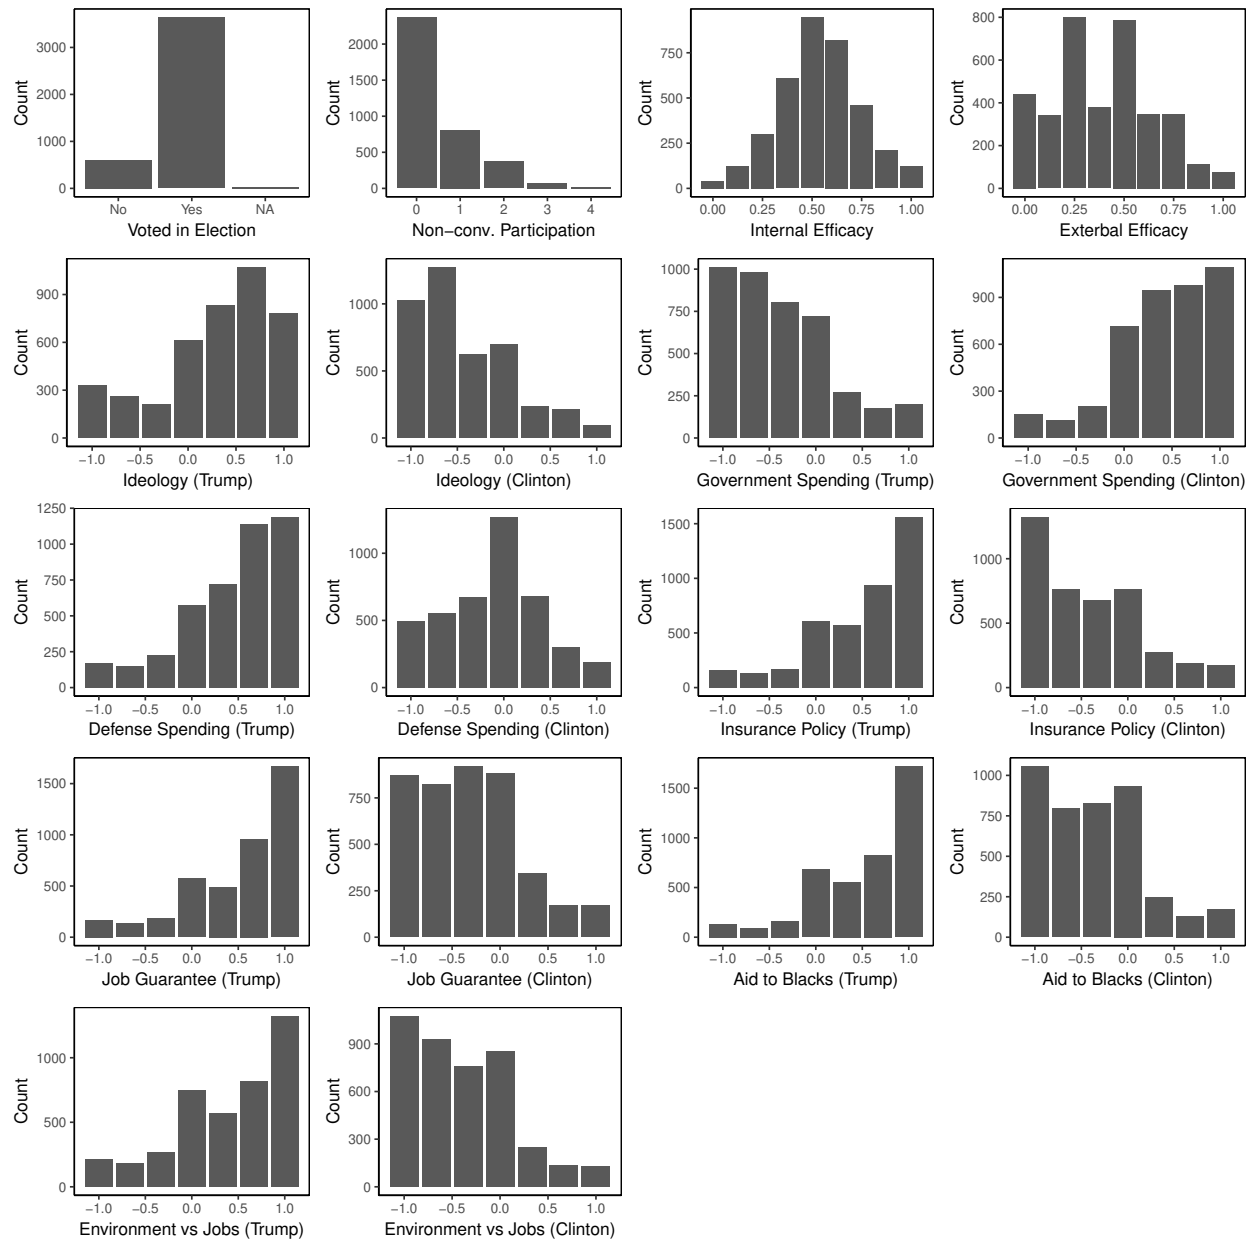 Count
3000
2000
1000
0
No Yes NA
Voted in Election
Count
2000
1500
1000
500
0
0 1 2 3 4
Non−conv. Participation
Count
750
500
250
0
0.00 0.25 0.50 0.75 1.00
Internal Efficacy
Count
800
600
400
200
0
0.00 0.25 0.50 0.75 1.00
Exterbal Efficacy
Count
900
600
300
0
−1.0 −0.5 0.0 0.5 1.0
Ideology (Trump)
Count
1000
500
0
−1.0 −0.5 0.0 0.5 1.0
Ideology (Clinton)
Count
1000
750
500
250
0
−1.0 −0.5 0.0 0.5 1.0
Government Spending (Trump)
Count
900
600
300
0
−1.0 −0.5 0.0 0.5 1.0
Government Spending (Clinton)
Count
1250
1000
750
500
250
0
−1.0 −0.5 0.0 0.5 1.0
Defense Spending (Trump)
Count
1000
500
0
−1.0 −0.5 0.0 0.5 1.0
Defense Spending (Clinton)
Count
1500
1000
500
0
−1.0 −0.5 0.0 0.5 1.0
Insurance Policy (Trump)
Count
1000
500
0
−1.0 −0.5 0.0 0.5 1.0
Insurance Policy (Clinton)
Count
1500
1000
500
0
−1.0 −0.5 0.0 0.5 1.0
Job Guarantee (Trump)
Count
750
500
250
0
−1.0 −0.5 0.0 0.5 1.0
Job Guarantee (Clinton)
Count
1500
1000
500
0
−1.0 −0.5 0.0 0.5 1.0
Aid to Blacks (Trump)
Count
1000
750
500
250
0
−1.0 −0.5 0.0 0.5 1.0
Aid to Blacks (Clinton)
Count
1000
500
0
−1.0 −0.5 0.0 0.5 1.0
Environment vs Jobs (Trump)
Count
900
600
300
0
−1.0 −0.5 0.0 0.5 1.0
Environment vs Jobs (Clinton)